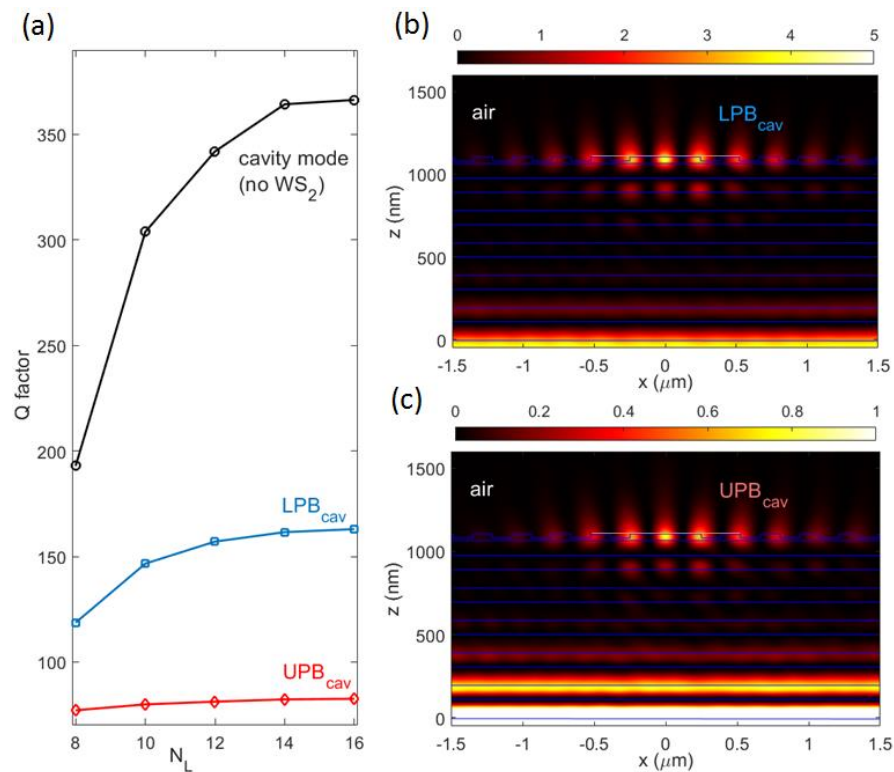 (a)
350
300
250
200
150
100
Q factor
cavity mode
(no WS2)
LPBcav
UPBcav
8 10 12 14 16
NL
(b)
0 1 2 3 4 5
1500
1000
500
0
z (nm)
air
LPBcav
-1.5 -1 -0.5 0 0.5 1 1.5
x (μm)
(c)
0 0.2 0.4 0.6 0.8 1
1500
1000
500
0
z (nm)
air
UPBcav
-1.5 -1 -0.5 0 0.5 1 1.5
x (μm)